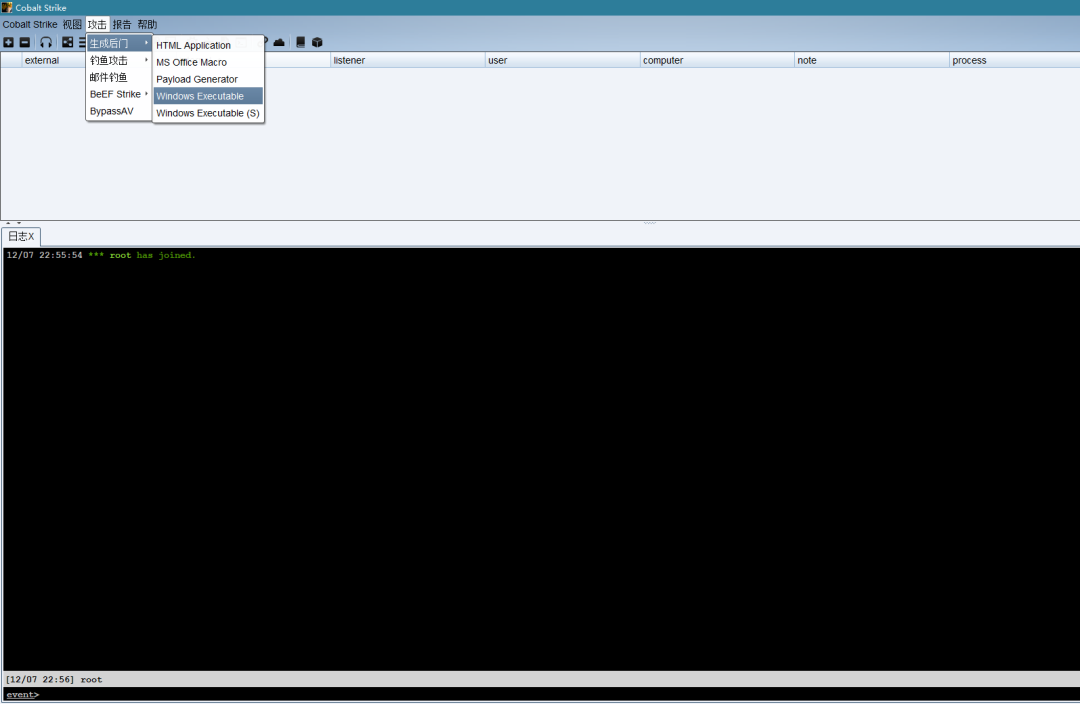 Cobalt Strike
Cobalt Strike 视图 攻击 报告 帮助
生成后门
钓鱼攻击
邮件钓鱼
BeEF Strike
BypassAV
HTML Application
MS Office Macro
Payload Generator
Windows Executable
Windows Executable (S)
external listener user computer note process
日志X
12/07 22:55:54 *** root has joined.
[12/07 22:56] root
event>